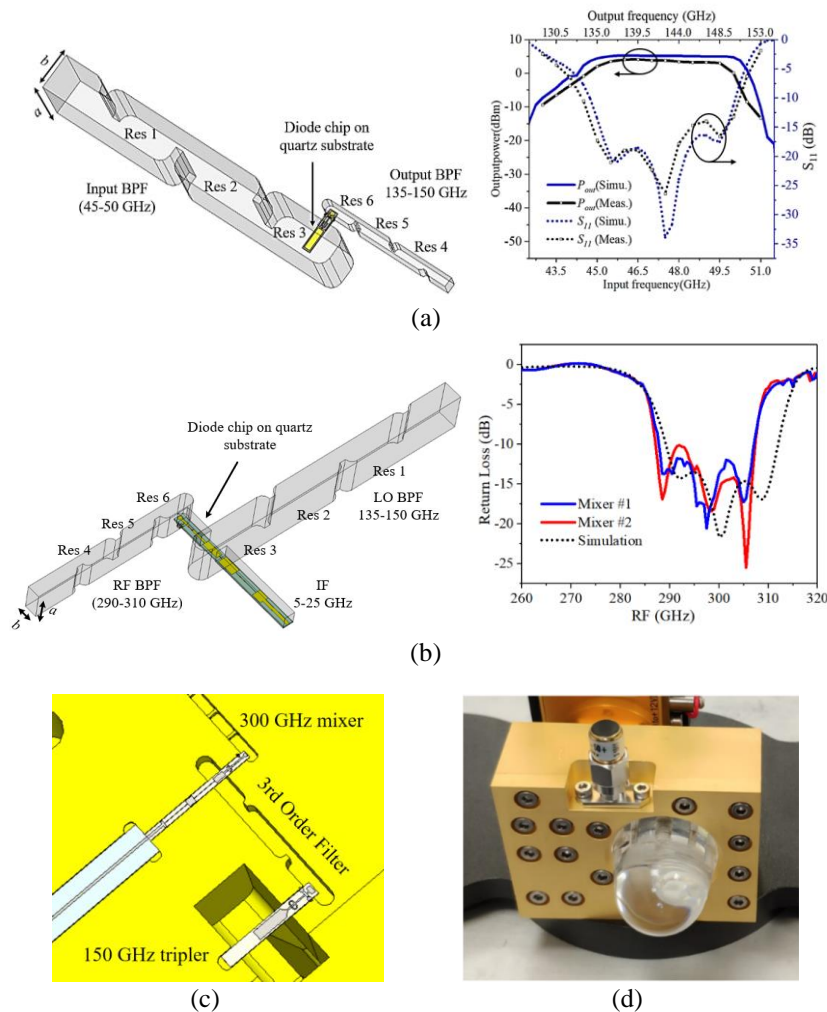 (a)
b
a
Res 1
Res 2
Res 3
Input BPF
(45-50 GHz)
Diode chip on
quartz
substrate
Output BPF
135-150 GHz
Res 6
Res 5
Res 4
Output frequency (GHz)
130.5 135.0 139.5 144.0 148.5 153.0
10
0
-10
-20
-30
-40
-50
Outputpower(dBm)
0
-5
-10
-15
-20
-25
-30
-35
S11 (dB)
Pout(Simu.)
Pout(Meas.)
S11 (Simu.)
S11 (Meas.)
43.5 45.0 46.5 48.0 49.5 51.0
Input frequency(GHz)
(a)
Diode chip on quartz
substrate
Res 1
LO BPF
135-150 GHz
Res 2
Res 3
Res 6
Res 5
Res 4
RF BPF
(290-310 GHz)
IF
5-25 GHz
b
a
0
-5
-10
-15
-20
-25
Return Loss (dB)
Mixer #1
Mixer #2
Simulation
260 270 280 290 300 310 320
RF (GHz)
(b)
300 GHz mixer
3rd Order Filter
150 GHz tripler
(c)
(d)